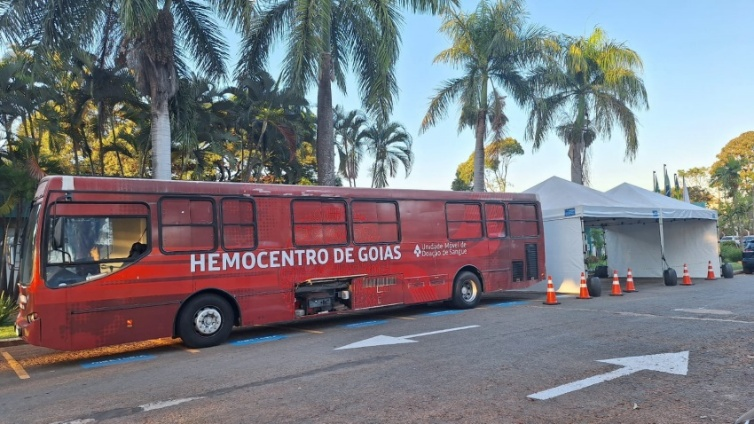 HEMOCENTRO DE GOIAS
Unidade Móvel de
Doação de Sangue